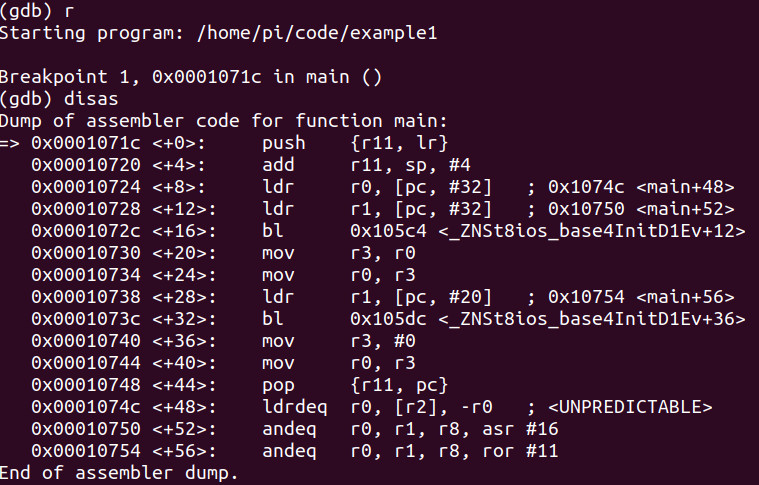 (gdb) r
Starting program: /home/pi/code/example1

Breakpoint 1, 0x0001071c in main ()
(gdb) disas
Dump of assembler code for function main:
=> 0x0001071c <+0>:     push    {r11, lr}
   0x00010720 <+4>:     add     r11, sp, #4
   0x00010724 <+8>:     ldr     r0, [pc, #32]   ; 0x1074c <main+48>
   0x00010728 <+12>:    ldr     r1, [pc, #32]   ; 0x10750 <main+52>
   0x0001072c <+16>:    bl      0x105c4 <_ZNSt8ios_base4InitD1Ev+12>
   0x00010730 <+20>:    mov     r3, r0
   0x00010734 <+24>:    mov     r0, r3
   0x00010738 <+28>:    ldr     r1, [pc, #20]   ; 0x10754 <main+56>
   0x0001073c <+32>:    bl      0x105dc <_ZNSt8ios_base4InitD1Ev+36>
   0x00010740 <+36>:    mov     r3, #0
   0x00010744 <+40>:    mov     r0, r3
   0x00010748 <+44>:    pop     {r11, pc}
   0x0001074c <+48>:    ldrdeq  r0, [r2], -r0   ; <UNPREDICTABLE>
   0x00010750 <+52>:    andeq   r0, r1, r8, asr #16
   0x00010754 <+56>:    andeq   r0, r1, r8, ror #11
End of assembler dump.